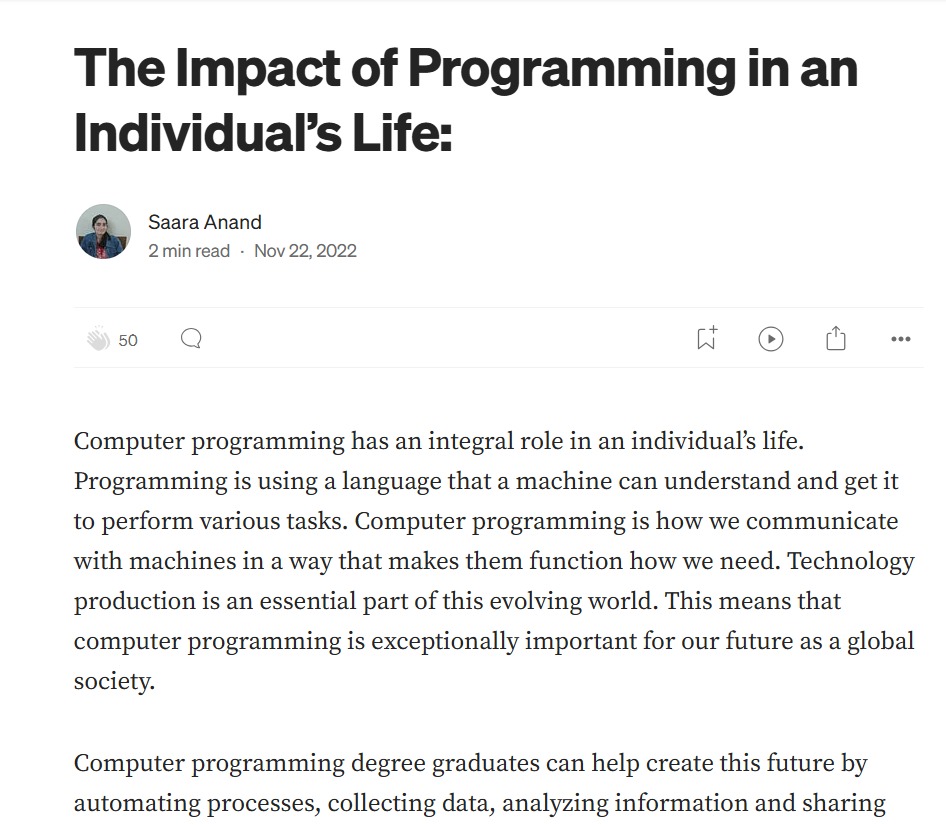 The Impact of Programming in an
Individual’s Life:
Saara Anand
2 min read · Nov 22, 2022
50
Computer programming has an integral role in an individual’s life.
Programming is using a language that a machine can understand and get it
to perform various tasks. Computer programming is how we communicate
with machines in a way that makes them function how we need. Technology
production is an essential part of this evolving world. This means that
computer programming is exceptionally important for our future as a global
society.
Computer programming degree graduates can help create this future by
automating processes, collecting data, analyzing information and sharing